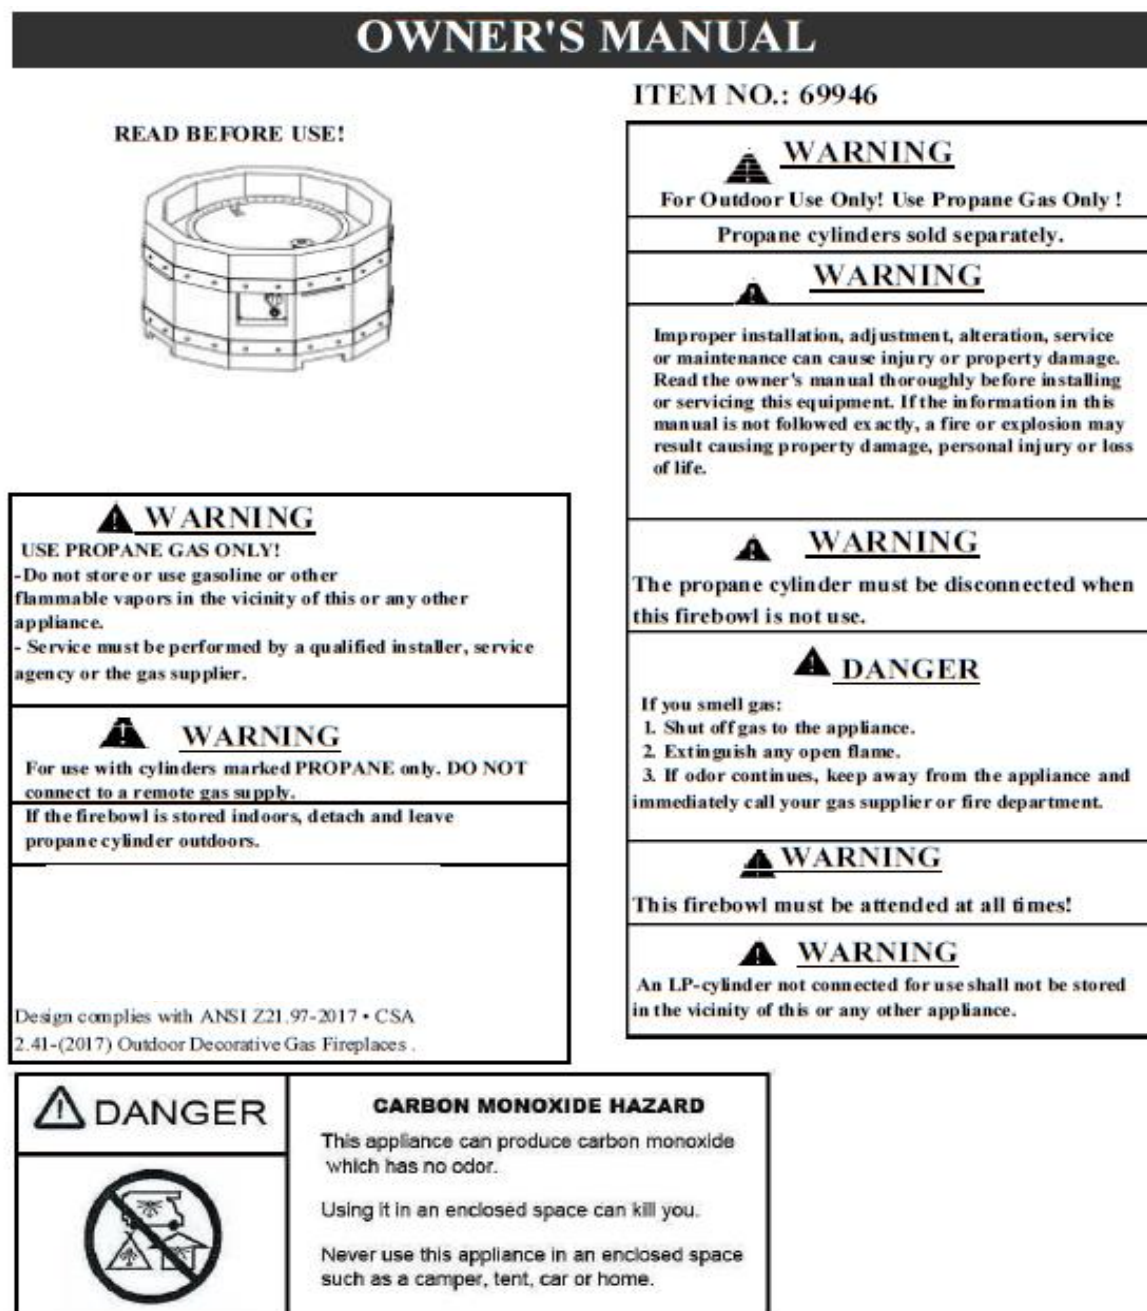 OWNER'S MANUAL
READ BEFORE USE!
WARNING
USE PROPANE GAS ONLY!
-Do not store or use gasoline or other
flammable vapors in the vicinity of this or any other
appliance.
- Service must be performed by a qualified installer, service
agency or the gas supplier.
WARNING
For use with cylinders marked PROPANE only. DO NOT
connect to a remote gas supply.
If the firebowl is stored indoors, detach and leave
propane cylinder outdoors.
Design complies with ANSI Z21.97-2017 • CSA
2.41-(2017) Outdoor Decorative Gas Fireplaces .
ITEM NO.: 69946
WARNING
For Outdoor Use Only! Use Propane Gas Only !
Propane cylinders sold separately.
WARNING
Improper installation, adjustment, alteration, service
or maintenance can cause injury or property damage.
Read the owner's manual thoroughly before installing
or servicing this equipment. If the information in this
manual is not followed exactly, a fire or explosion may
result causing property damage, personal injury or loss
of life.
WARNING
The propane cylinder must be disconnected when
this firebowl is not use.
DANGER
If you smell gas:
1. Shut off gas to the appliance.
2. Extinguish any open flame.
3. If odor continues, keep away from the appliance and
immediately call your gas supplier or fire department.
WARNING
This firebowl must be attended at all times!
WARNING
An LP-cylinder not connected for use shall not be stored
in the vicinity of this or any other appliance.
DANGER
CARBON MONOXIDE HAZARD
This appliance can produce carbon monoxide
which has no odor.
Using it in an enclosed space can kill you.
Never use this appliance in an enclosed space
such as a camper, tent, car or home.